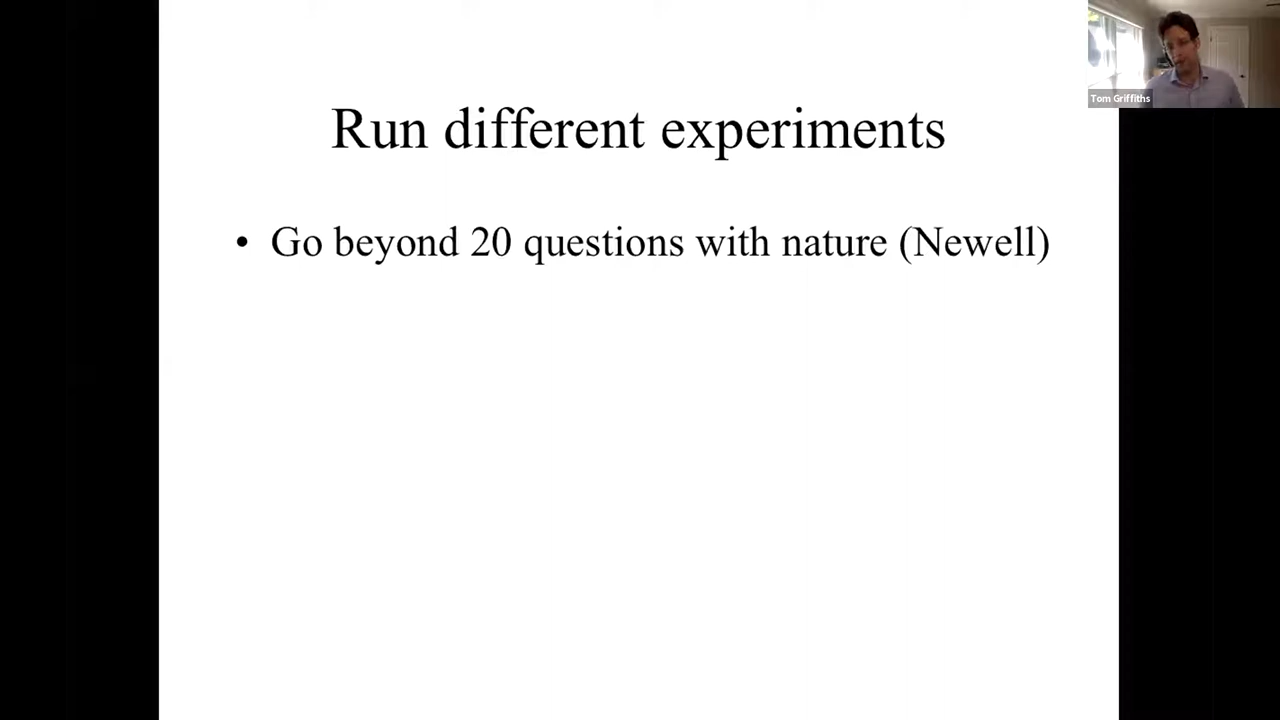 Tom Griffiths
Run different experiments
• Go beyond 20 questions with nature (Newell)